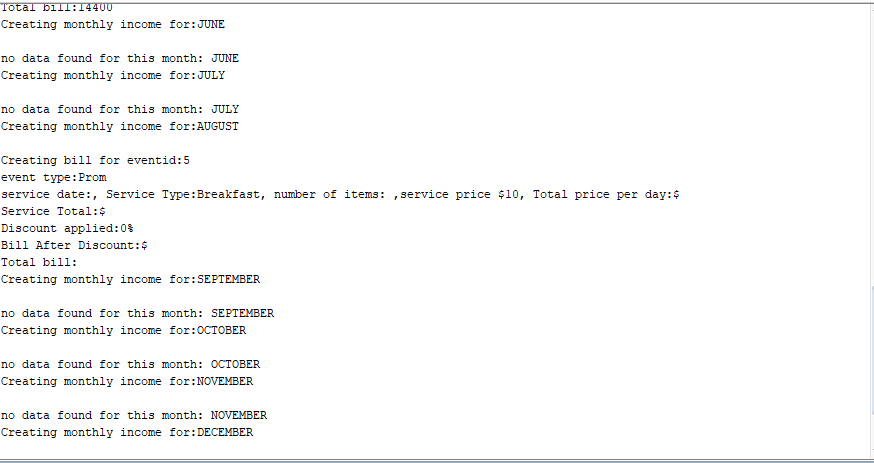 Total bill:14400
Creating monthly income for:JUNE
no data found for this month: JUNE
Creating monthly income for:JULY
no data found for this month: JULY
Creating monthly income for:AUGUST
Creating bill for eventid:5
event type:Prom
service date:, Service Type:Breakfast, number of items: ,service price $10, Total price per day:$
Service Total:$
Discount applied:0%
Bill After Discount:$
Total bill:
Creating monthly income for:SEPTEMBER
no data found for this month: SEPTEMBER
Creating monthly income for:OCTOBER
no data found for this month: OCTOBER
Creating monthly income for:NOVEMBER
no data found for this month: NOVEMBER
Creating monthly income for:DECEMBER